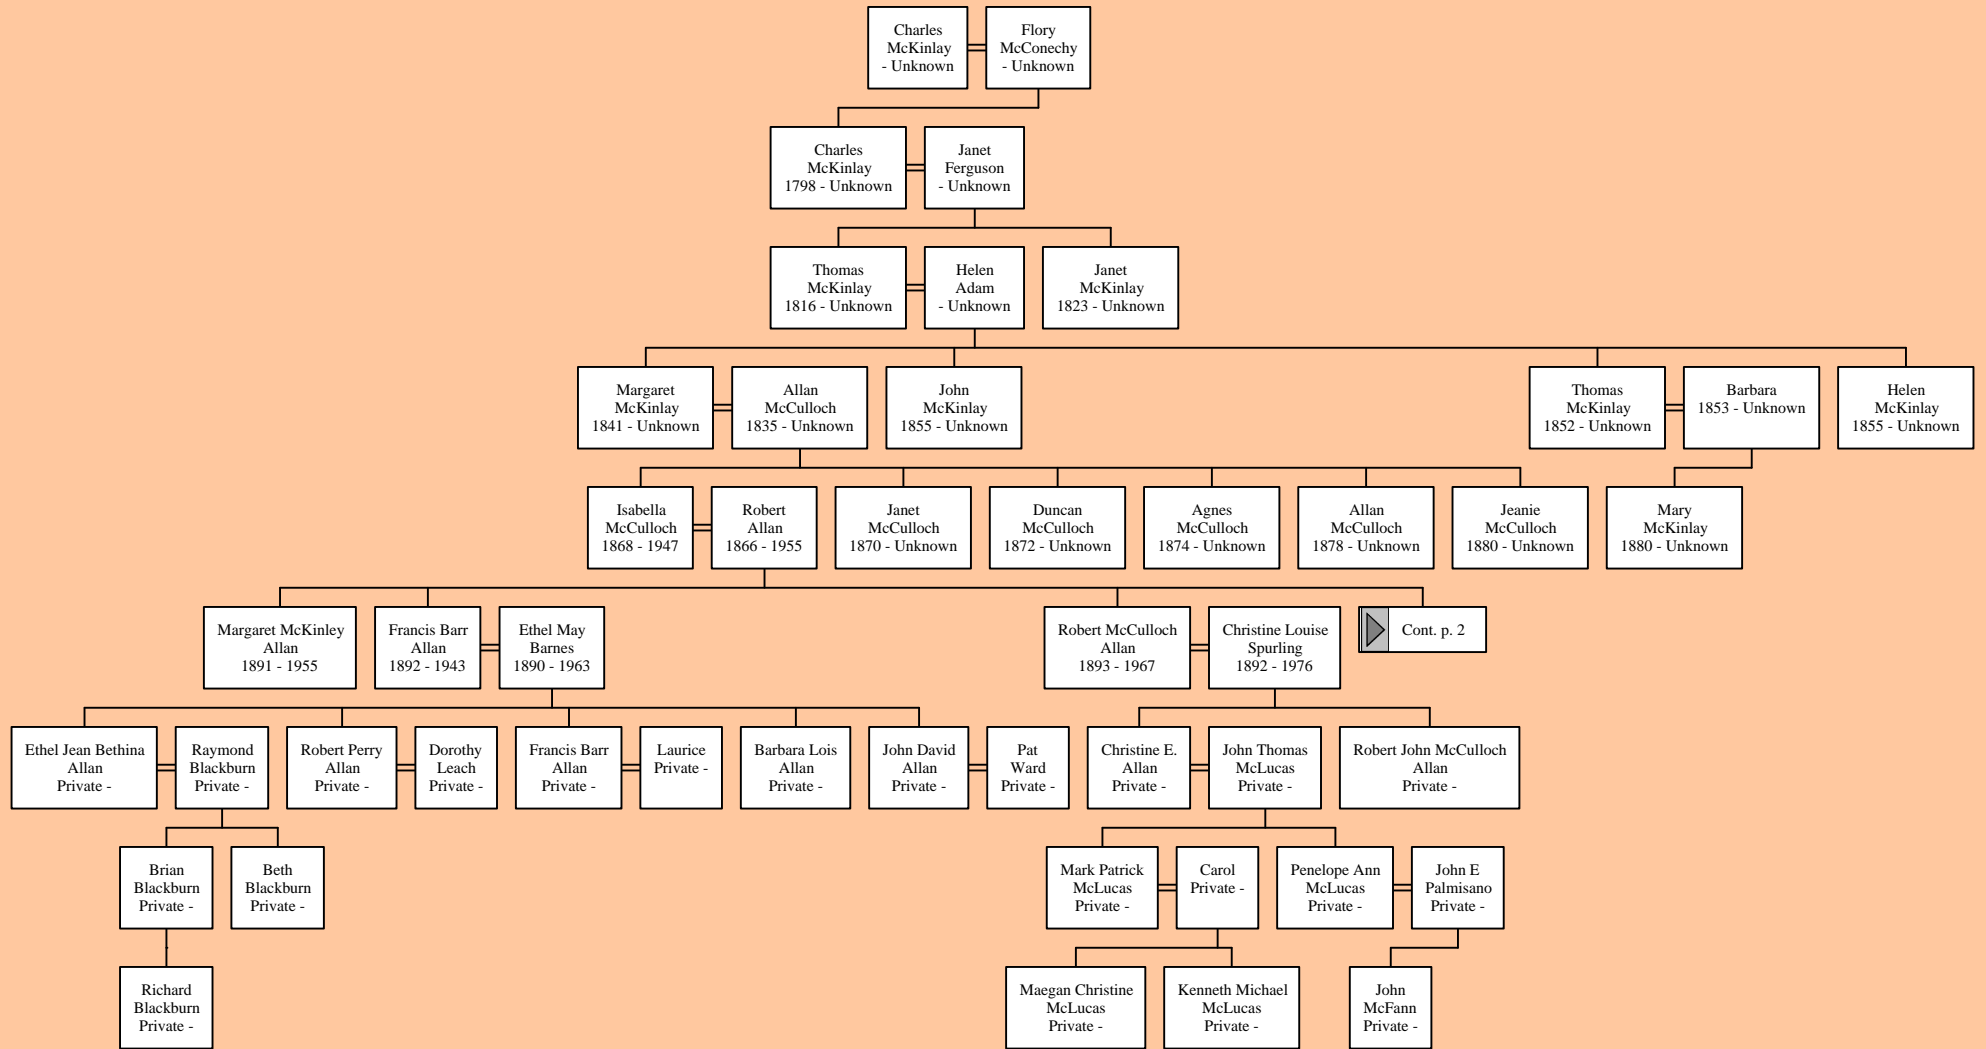 Charles
McKinlay
- Unknown
Flory
McConechy
- Unknown
Charles
McKinlay
1798 - Unknown
Janet
Ferguson
- Unknown
Thomas
McKinlay
1816 - Unknown
Helen
Adam
- Unknown
Janet
McKinlay
1823 - Unknown
Margaret
McKinlay
1841 - Unknown
Allan
McCulloch
1835 - Unknown
John
McKinlay
1855 - Unknown
Thomas
McKinlay
1852 - Unknown
Barbara
1853 - Unknown
Helen
McKinlay
1855 - Unknown
Isabella
McCulloch
1868 - 1947
Robert
Allan
1866 - 1955
Janet
McCulloch
1870 - Unknown
Duncan
McCulloch
1872 - Unknown
Agnes
McCulloch
1874 - Unknown
Allan
McCulloch
1878 - Unknown
Jeanie
McCulloch
1880 - Unknown
Mary
McKinlay
1880 - Unknown
Margaret McKinley
Allan
1891 - 1955
Francis Barr
Allan
1892 - 1943
Ethel May
Barnes
1890 - 1963
Robert McCulloch
Allan
1893 - 1967
Christine Louise
Spurling
1892 - 1976
Cont. p. 2
Ethel Jean Bethina
Allan
Private -
Raymond
Blackburn
Private -
Robert Perry
Allan
Private -
Dorothy
Leach
Private -
Francis Barr
Allan
Private -
Laurice
Private -
Barbara Lois
Allan
Private -
John David
Allan
Private -
Pat
Ward
Private -
Christine E.
Allan
Private -
John Thomas
McLucas
Private -
Robert John McCulloch
Allan
Private -
Brian
Blackburn
Private -
Beth
Blackburn
Private -
Mark Patrick
McLucas
Private -
Carol
Private -
Penelope Ann
McLucas
Private -
John E
Palmisano
Private -
Richard
Blackburn
Private -
Maegan Christine
McLucas
Private -
Kenneth Michael
McLucas
Private -
John
McFann
Private -